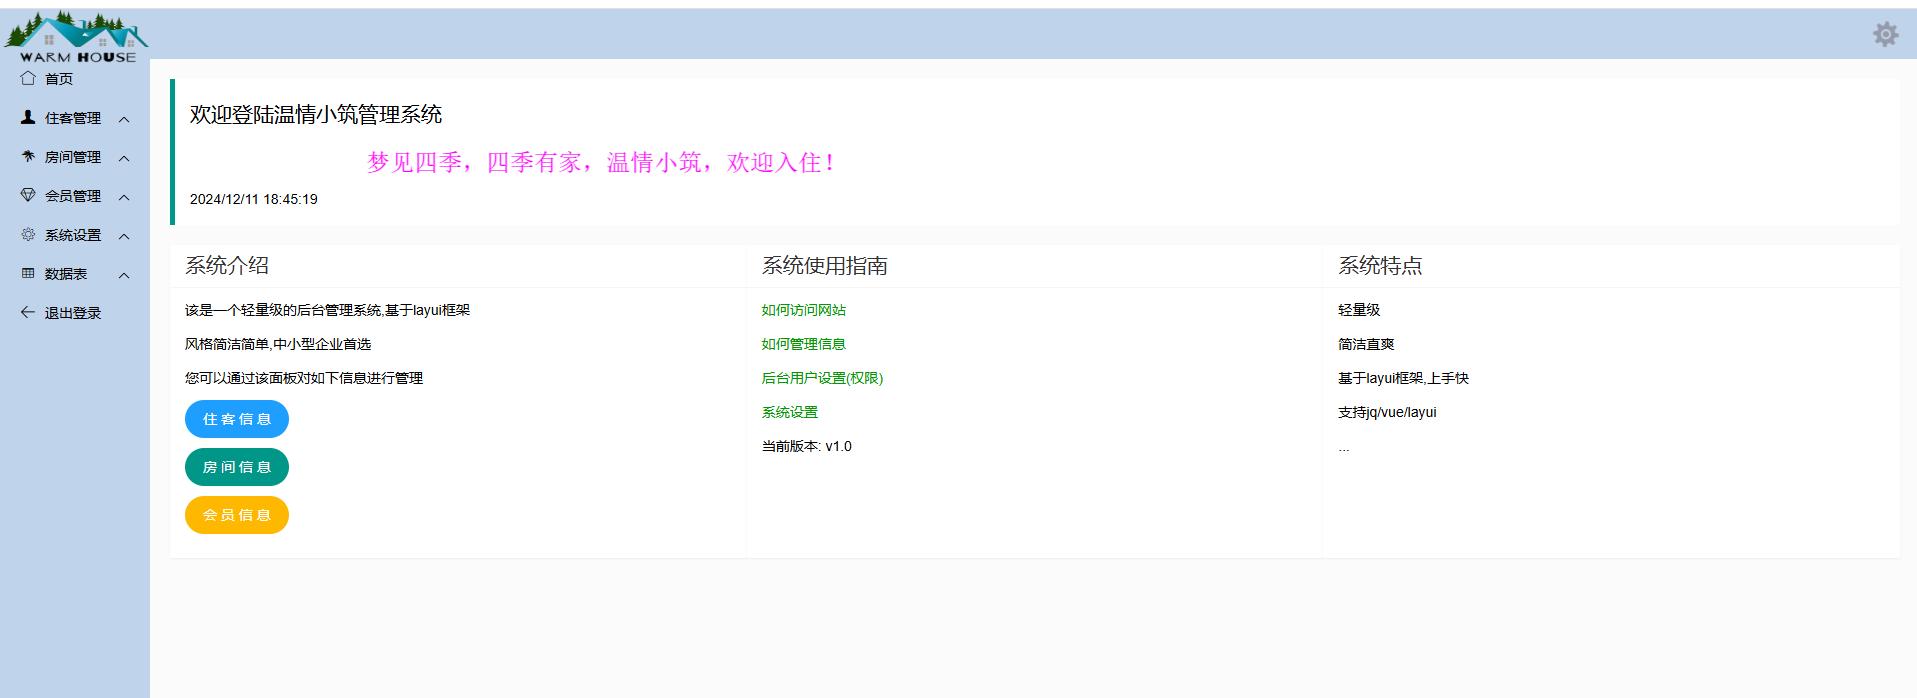 WARM HOUSE
首页
住客管理
房间管理
会员管理
系统设置
数据表
退出登录
欢迎登陆温情小筑管理系统
梦见四季，四季有家，温情小筑，欢迎入住！
2024/12/11 18:45:19
系统介绍
该是一个轻量级的后台管理系统,基于layui框架
风格简洁简单,中小型企业首选
您可以通过该面板对如下信息进行管理
住客信息
房间信息
会员信息
系统使用指南
如何访问网站
如何管理信息
后台用户设置(权限)
系统设置
当前版本: v1.0
系统特点
轻量级
简洁直爽
基于layui框架,上手快
支持jq/vue/layui
...